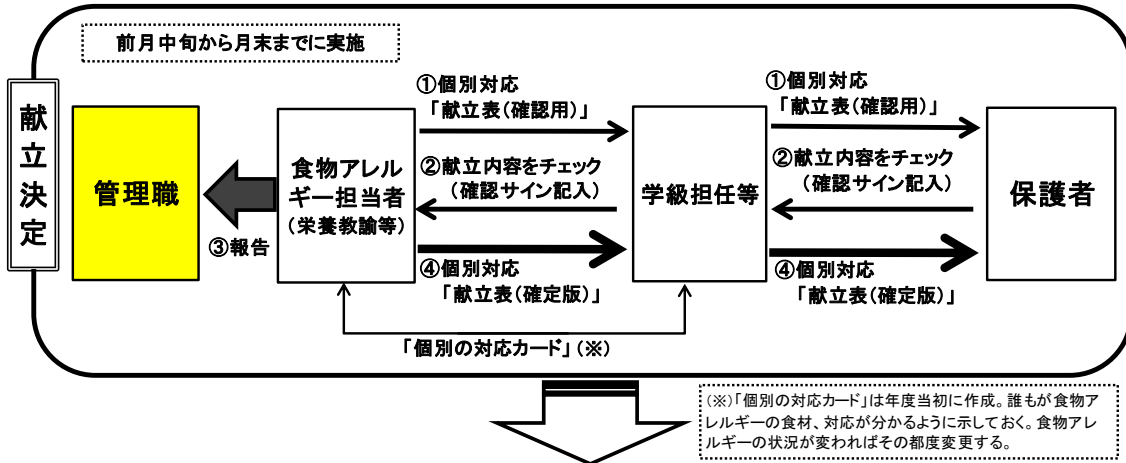 前月中旬から月末までに実施
献立決定
管理職
③報告
食物アレル
ギー担当者
(栄養教諭等)
①個別対応
「献立表(確認用)」
②献立内容をチェック
(確認サイン記入)
④個別対応
「献立表(確定版)」
学級担任等
①個別対応
「献立表(確認用)」
②献立内容をチェック
(確認サイン記入)
④個別対応
「献立表(確定版)」
保護者
「個別の対応カード」(※)
(※)「個別の対応カード」は年度当初に作成。誰もが食物ア
レルギーの食材、対応が分かるように示しておく。食物アレ
ルギーの状況が変わればその都度変更する。